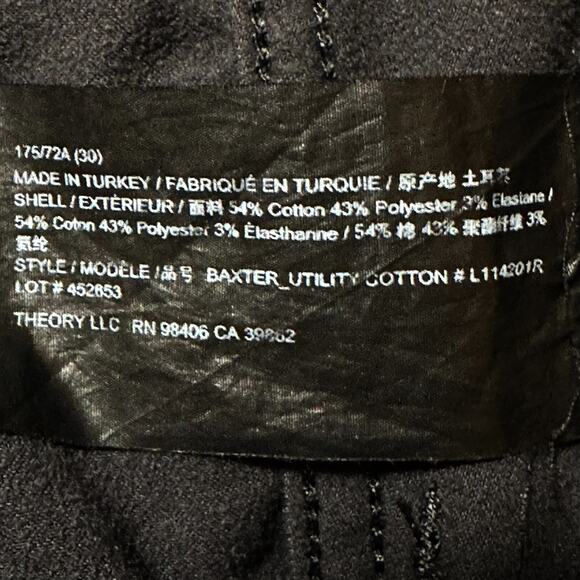 175/72A (30)
MADE IN TURKEY / FABRIQUÉ EN TURQUIE / 原产地 土耳其
SHELL / EXTÉRIEUR / 面料 54% Cotton 43% Polyester 3% Elastane /
54% Coton 43% Polyester 3% Élasthanne / 54% 棉 43% 聚酯纤维 3%
氨纶
STYLE / MODÈLE / 品号 BAXTER_UTILITY COTTON # L114201R
LOT # 452653
THEORY LLC RN 98406 CA